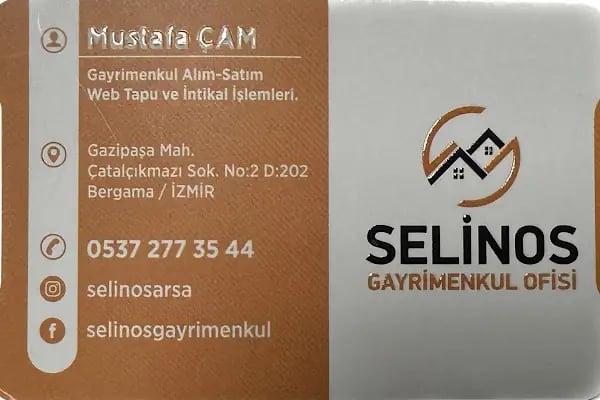 Mustafa ÇAM
Gayrimenkul Alım-Satım
Web Tapu ve İntikal İşlemleri.
Gazipaşa Mah.
Çatalçıkmazı Sok. No:2 D:202
Bergama / İZMİR
0537 277 35 44
selinosarsa
selinosgayrimenkul
SELİNOS
GAYRİMENKUL OFİSİ